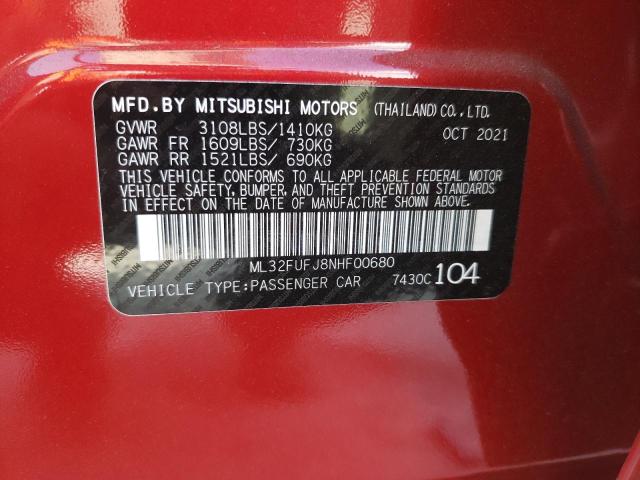 MFD.BY MITSUBISHI MOTORS (THAILAND) CO., LTD.
GVWR 3108LBS/1410KG OCT 2021
GAWR FR 1609LBS/ 730KG
GAWR RR 1521LBS/ 690KG
THIS VEHICLE CONFORMS TO ALL APPLICABLE FEDERAL MOTOR
VEHICLE SAFETY, BUMPER, AND THEFT PREVENTION STANDARDS
IN EFFECT ON THE DATE OF MANUFACTURE SHOWN ABOVE.
ML32FUFJ8NHF00680
VEHICLE TYPE:PASSENGER CAR 7430C 104